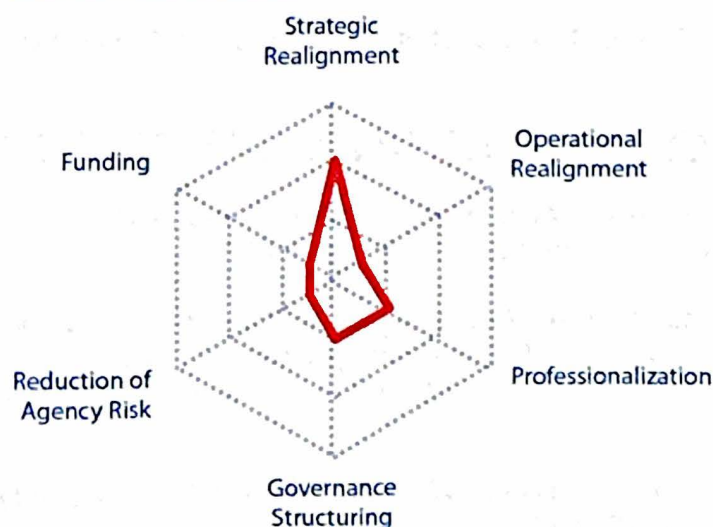 Strategic
Realignment
Operational
Realignment
Funding
Professionalization
Reduction of
Agency Risk
Governance
Structuring